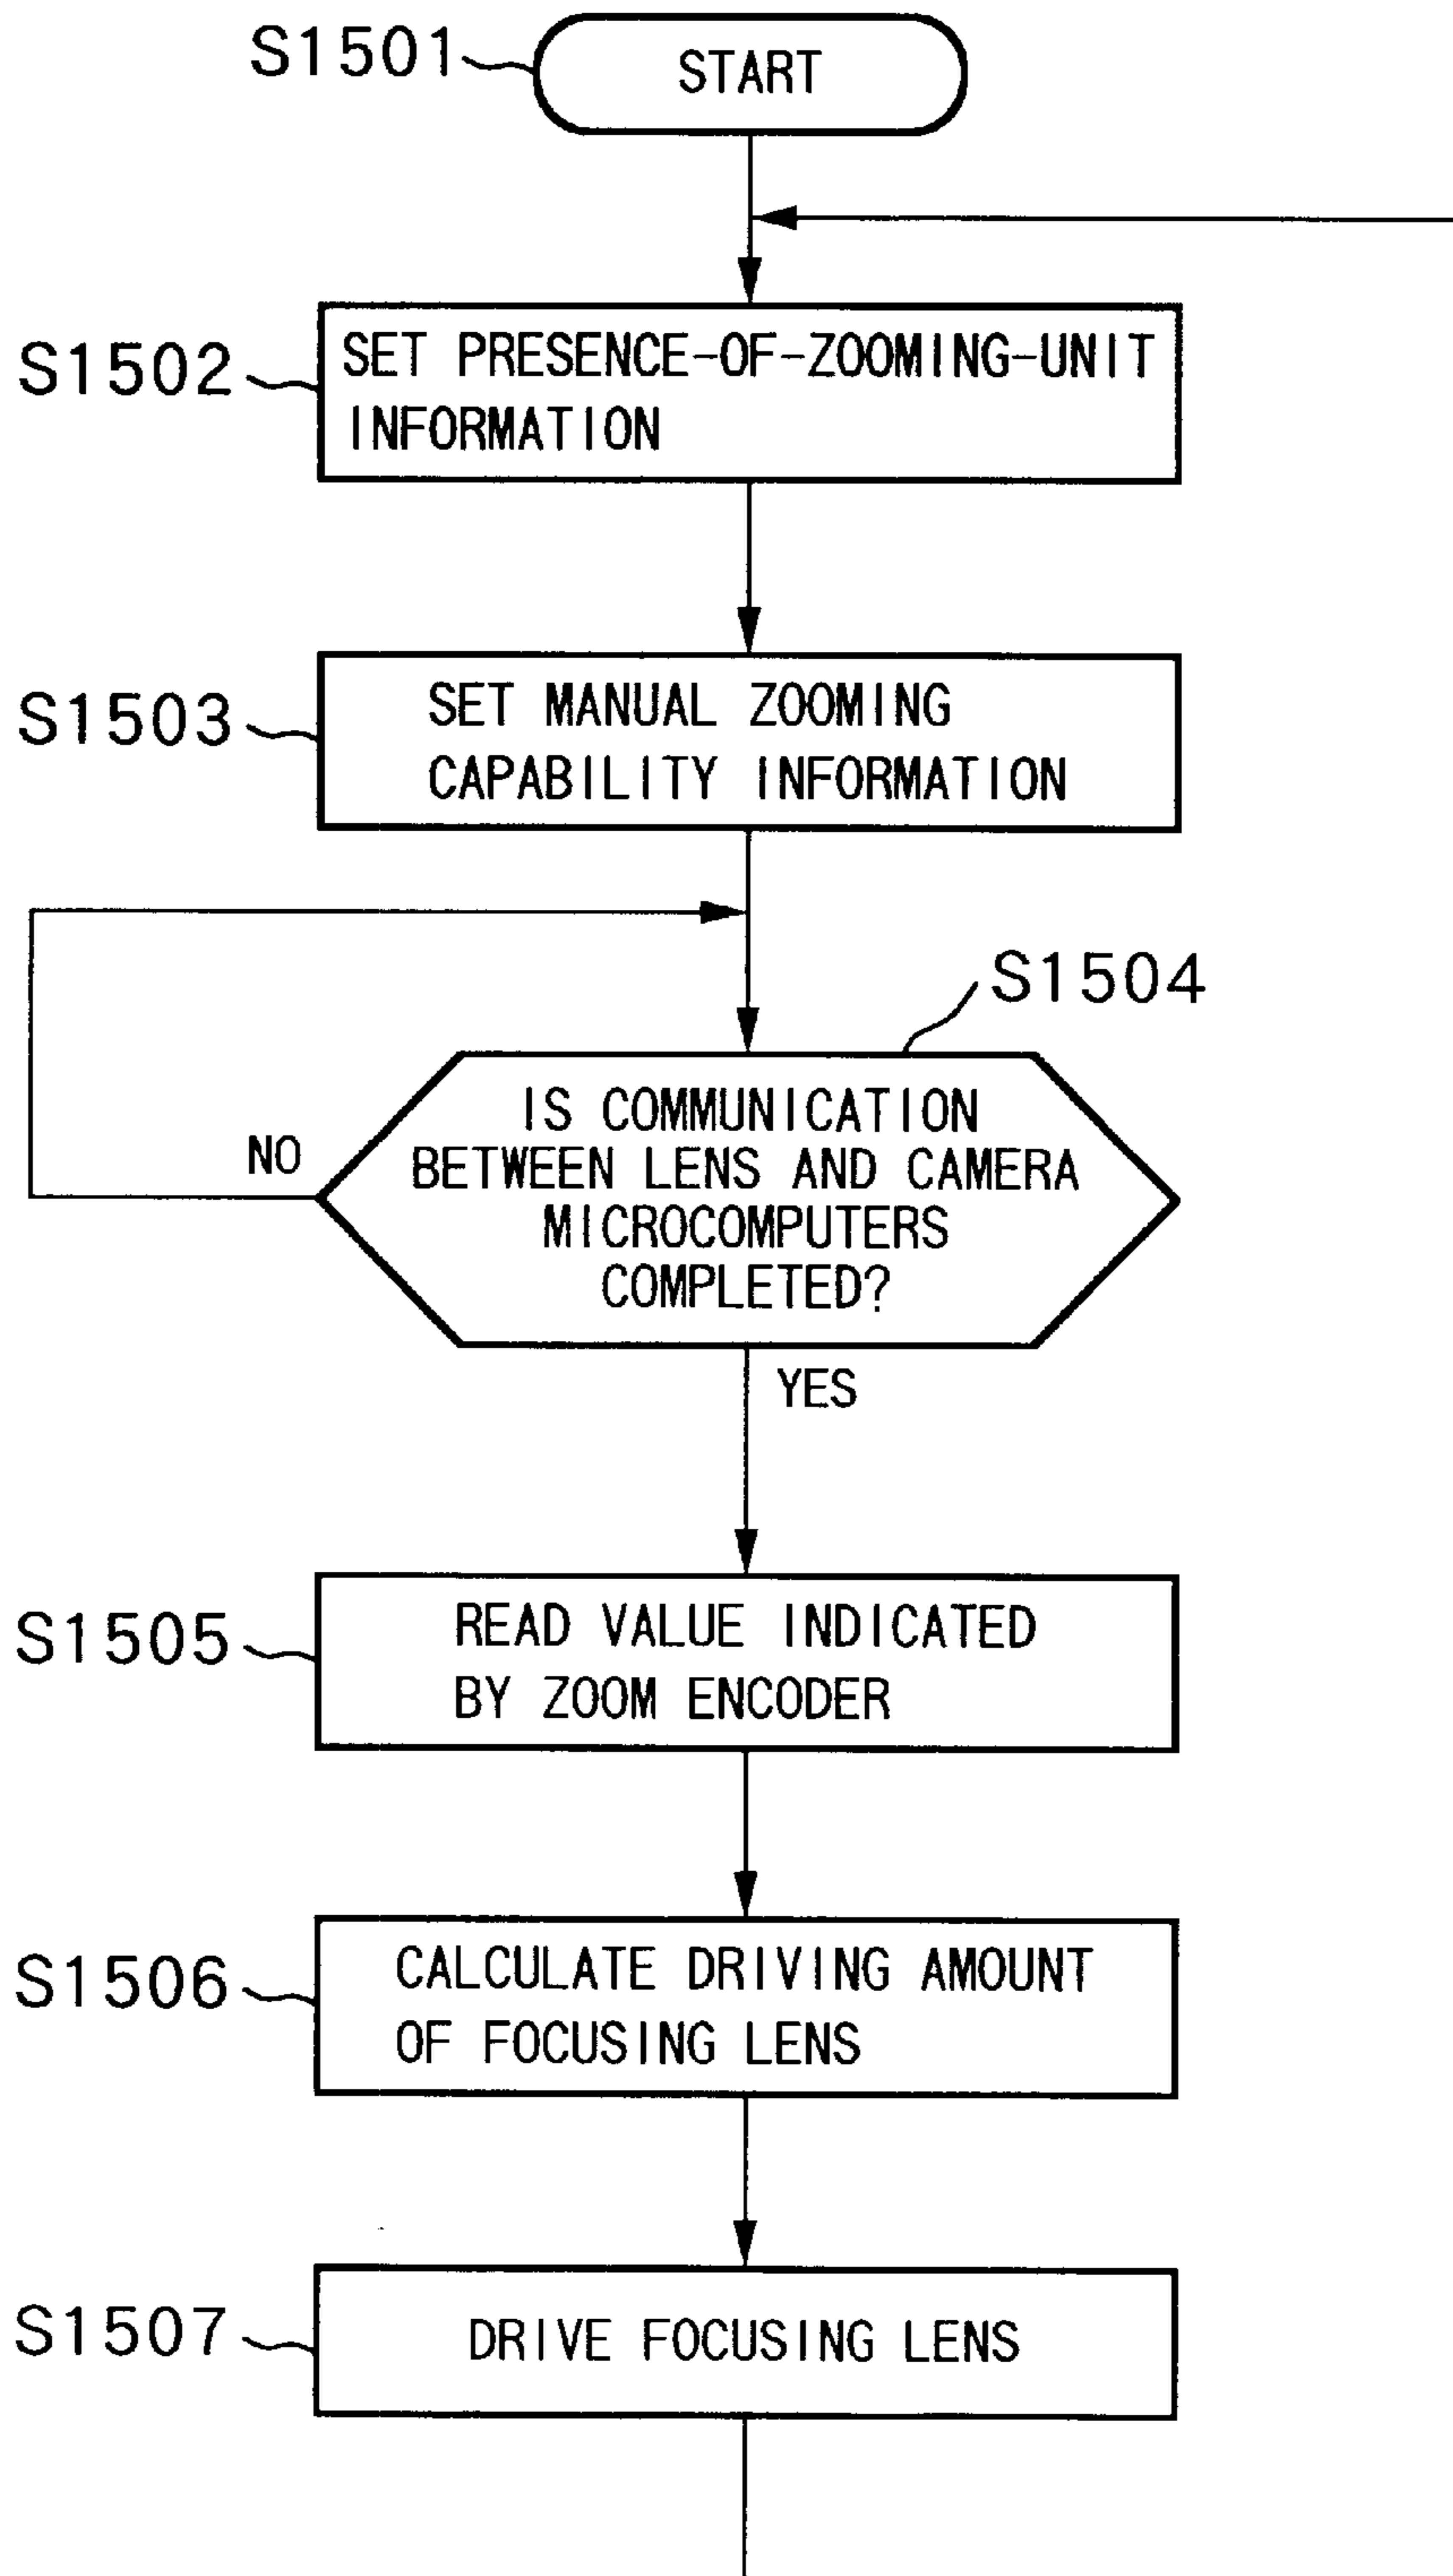 S1501
START
S1502
SET PRESENCE-OF-ZOOMING-UNIT
INFORMATION
S1503
SET MANUAL ZOOMING
CAPABILITY INFORMATION
S1504
IS COMMUNICATION
BETWEEN LENS AND CAMERA
MICROCOMPUTERS
COMPLETED?
NO
YES
S1505
READ VALUE INDICATED
BY ZOOM ENCODER
S1506
CALCULATE DRIVING AMOUNT
OF FOCUSING LENS
S1507
DRIVE FOCUSING LENS